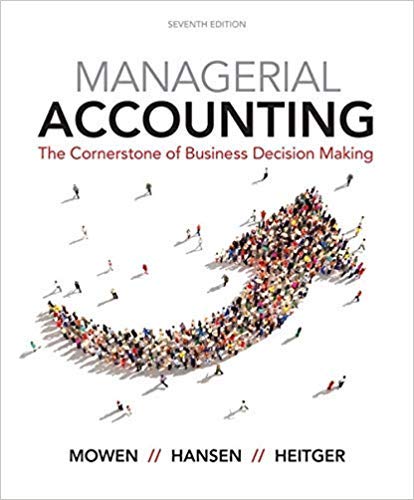 SEVENTH EDITION
MANAGERIAL
ACCOUNTING
The Cornerstone of Business Decision Making
MOWEN // HANSEN // HEITGER